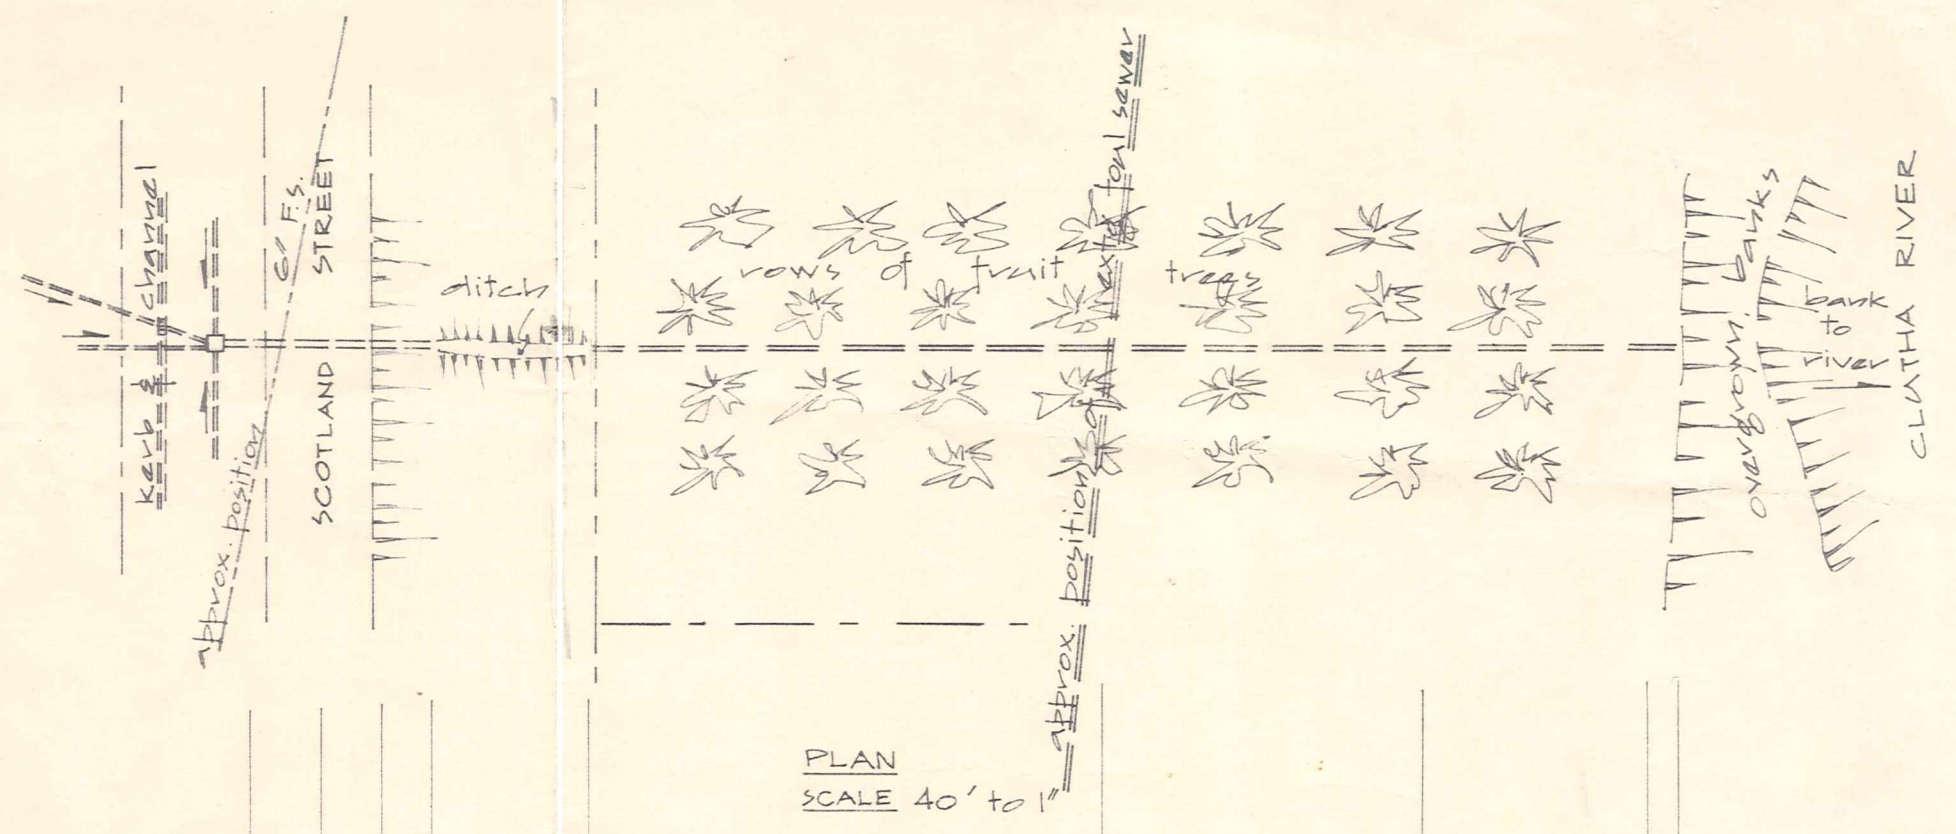 kerb & channel
approx. position
6" F.S.
SCOTLAND STREET
ditch
rows of fruit trees
approx. position of extg foul sewer
overgrown banks
bank
to
river
CLUTHA RIVER
PLAN
SCALE 40' to 1"